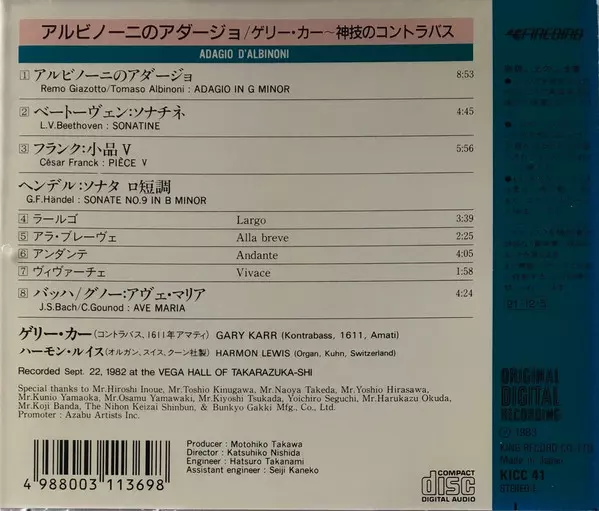 アルビノーニのアダージョ/ゲリー・カー〜神技のコントラバス
ADAGIO D'ALBINONI
1 アルビノーニのアダージョ 8:53
Remo Giazotto/Tomaso Albinoni : ADAGIO IN G MINOR
2 ベートーヴェン:ソナチネ 4:45
L.V.Beethoven : SONATINE
3 フランク:小品 V 5:56
César Franck : PIÈCE V
ヘンデル:ソナタ ロ短調
G.F.Händel : SONATE NO.9 IN B MINOR
4 ラールゴ Largo 3:39
5 アラ・ブレーヴェ Alla breve 2:25
6 アンダンテ Andante 4:05
7 ヴィヴァーチェ Vivace 1:58
8 バッハ/グノー:アヴェ・マリア 4:24
J.S.Bach/C.Gounod : AVE MARIA
ゲリー・カー(コントラバス、1611年アマティ) GARY KARR (Kontrabass, 1611, Amati)
ハーモン・ルイス(オルガン、スイス、クーン社製) HARMON LEWIS (Organ, Kuhn, Switzerland)
Recorded Sept. 22, 1982 at the VEGA HALL OF TAKARAZUKA-SHI
Special thanks to Mr.Hiroshi Inoue, Mr.Toshio Kinugawa, Mr.Naoya Takeda, Mr.Yoshio Hirasawa,
Mr.Kunio Yamaoka, Mr.Osamu Yamawaki, Mr.Kiyoshi Tsukada, Yoichiro Seguchi, Mr.Harukazu Okuda,
Mr.Koji Banda, The Nihon Keizai Shinbun, & Bunkyo Gakki Mfg., Co., Ltd.
Promoter : Azabu Artists Inc.
Producer : Motohiko Takawa
Director : Katsuhiko Nishida
Engineer : Hatsuro Takanami
Assistant engineer : Seiji Kaneko
4 988003 113698
COMPACT
disc
DIGITAL AUDIO
FIREBIRD
91・12・5
ORIGINAL
DIGITAL
RECORDING
Ⓟ 1983
KING RECORD CO., LTD.
Made in Japan
KICC 41
STEREO